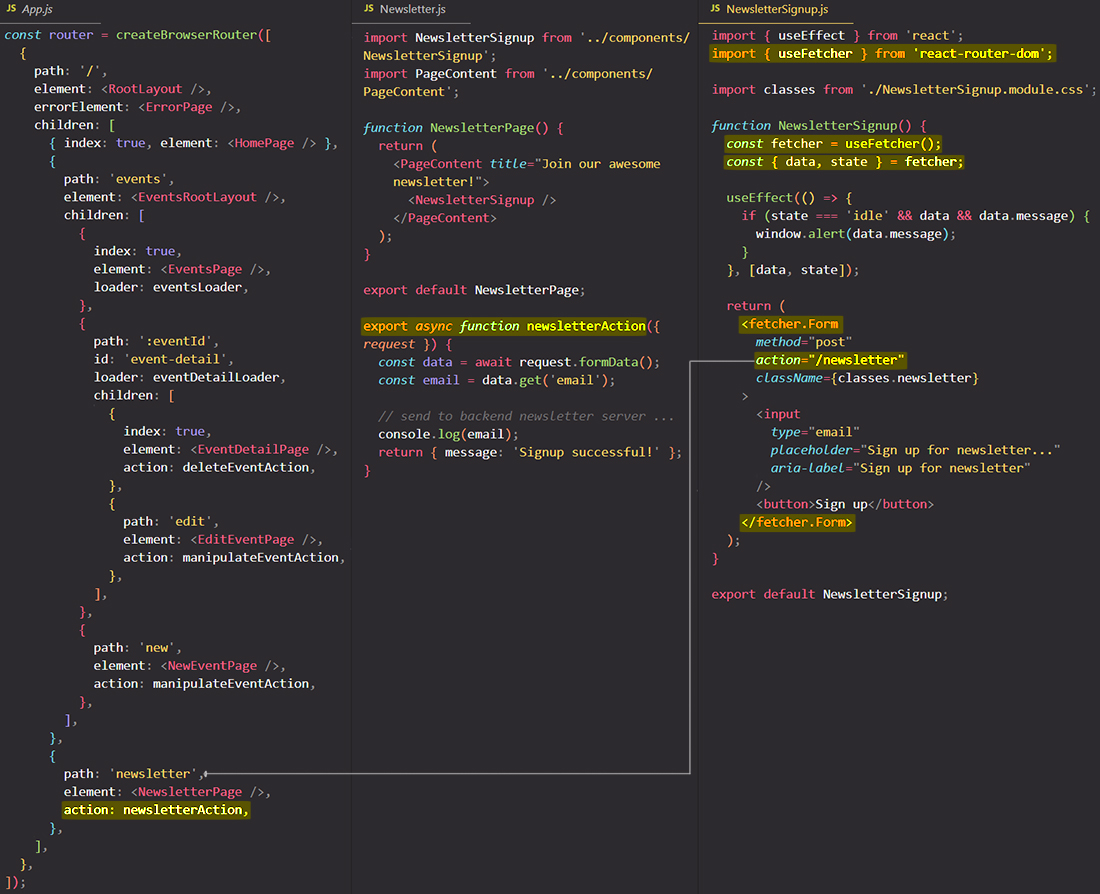 JS App.js
const router = createBrowserRouter([
{
path: '/',
element: <RootLayout />,
errorElement: <ErrorPage />,
children: [
{ index: true, element: <HomePage /> },
{
path: 'events',
element: <EventsRootLayout />,
children: [
{
index: true,
element: <EventsPage />,
loader: eventsLoader,
},
{
path: ':eventId',
id: 'event-detail',
loader: eventDetailLoader,
children: [
{
index: true,
element: <EventDetailPage />,
action: deleteEventAction,
},
{
path: 'edit',
element: <EditEventPage />,
action: manipulateEventAction,
},
],
},
{
path: 'new',
element: <NewEventPage />,
action: manipulateEventAction,
},
],
},
{
path: 'newsletter',
element: <NewsletterPage />,
action: newsletterAction,
},
],
},
]);
JS Newsletter.js
import NewsletterSignup from '../components/
NewsletterSignup';
import PageContent from '../components/
PageContent';
function NewsletterPage() {
return (
<PageContent title="Join our awesome
newsletter!">
<NewsletterSignup />
</PageContent>
);
}
export default NewsletterPage;
export async function newsletterAction({
request }) {
const data = await request.formData();
const email = data.get('email');
// send to backend newsletter server ...
console.log(email);
return { message: 'Signup successful!' };
}
JS NewsletterSignup.js
import { useEffect } from 'react';
import { useFetcher } from 'react-router-dom';
import classes from './NewsletterSignup.module.css';
function NewsletterSignup() {
const fetcher = useFetcher();
const { data, state } = fetcher;
useEffect(() => {
if (state === 'idle' && data && data.message) {
window.alert(data.message);
}
}, [data, state]);
return (
<fetcher.Form
method="post"
action="/newsletter"
className={classes.newsletter}
>
<input
type="email"
placeholder="Sign up for newsletter..."
aria-label="Sign up for newsletter"
/>
<button>Sign up</button>
</fetcher.Form>
);
}
export default NewsletterSignup;